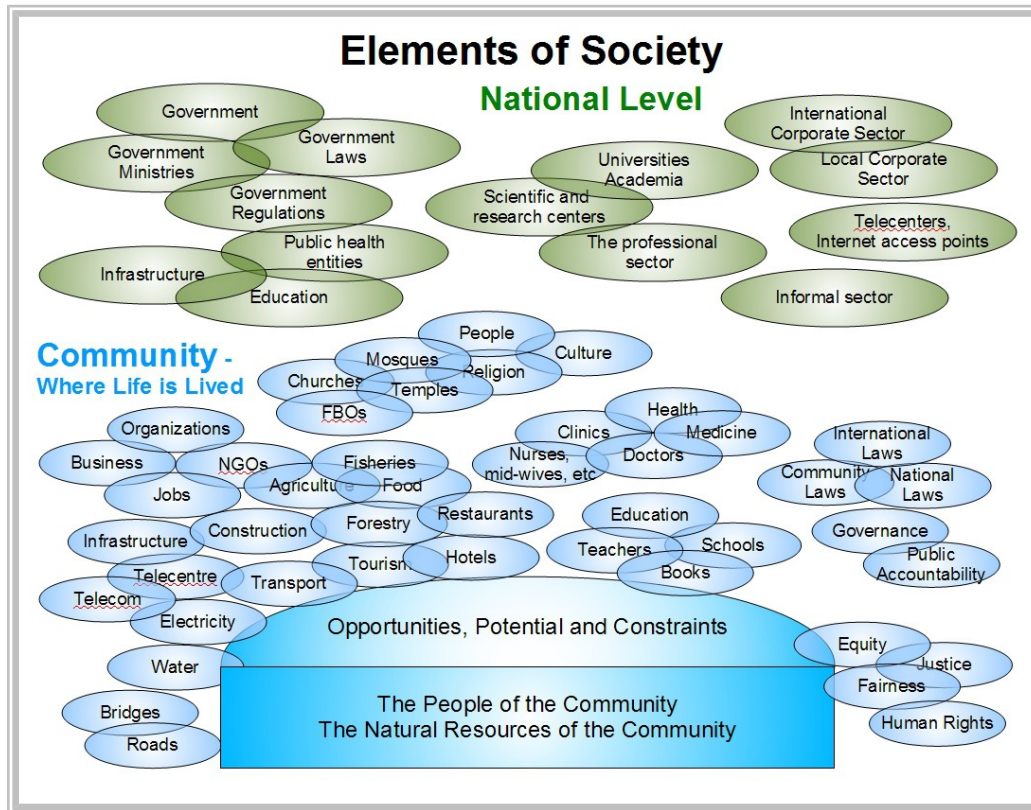 Elements of Society
National Level
Government
Government
Laws
Government
Ministries
Government
Regulations
Public health
entities
Infrastructure
Education
Universities
Academia
Scientific and
research centers
The professional
sector
International
Corporate Sector
Local Corporate
Sector
Telecenters,
Internet access points
Informal sector
Community -
Where Life is Lived
People
Culture
Mosques
Religion
Churches
Temples
FBOs
Organizations
Business
NGOs
Jobs
Fisheries
Agriculture
Food
Infrastructure
Construction
Forestry
Restaurants
Tourism
Hotels
Telecentre
Transport
Telecom
Electricity
Water
Bridges
Roads
Health
Clinics
Medicine
Nurses,
mid-wives, etc
Doctors
Education
Teachers
Schools
Books
International
Laws
Community
Laws
National
Laws
Governance
Public
Accountability
Opportunities, Potential and Constraints
The People of the Community
The Natural Resources of the Community
Equity
Justice
Fairness
Human Rights